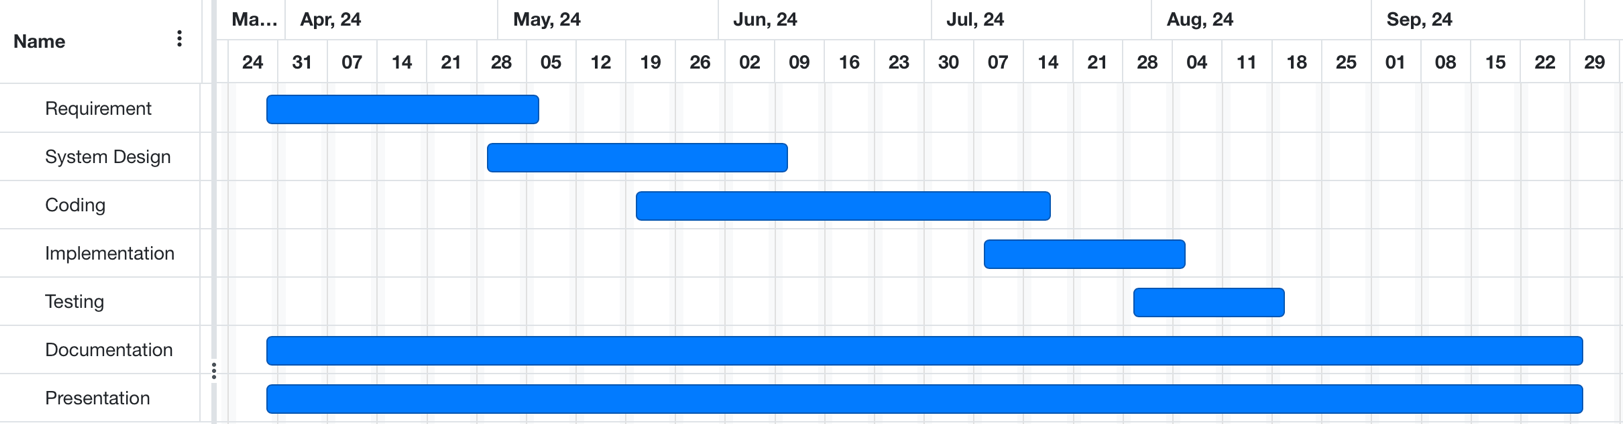 Name
Ma... Apr, 24 May, 24 Jun, 24 Jul, 24 Aug, 24 Sep, 24
24 31 07 14 21 28 05 12 19 26 02 09 16 23 30 07 14 21 28 04 11 18 25 01 08 15 22 29
Requirement
System Design
Coding
Implementation
Testing
Documentation
Presentation